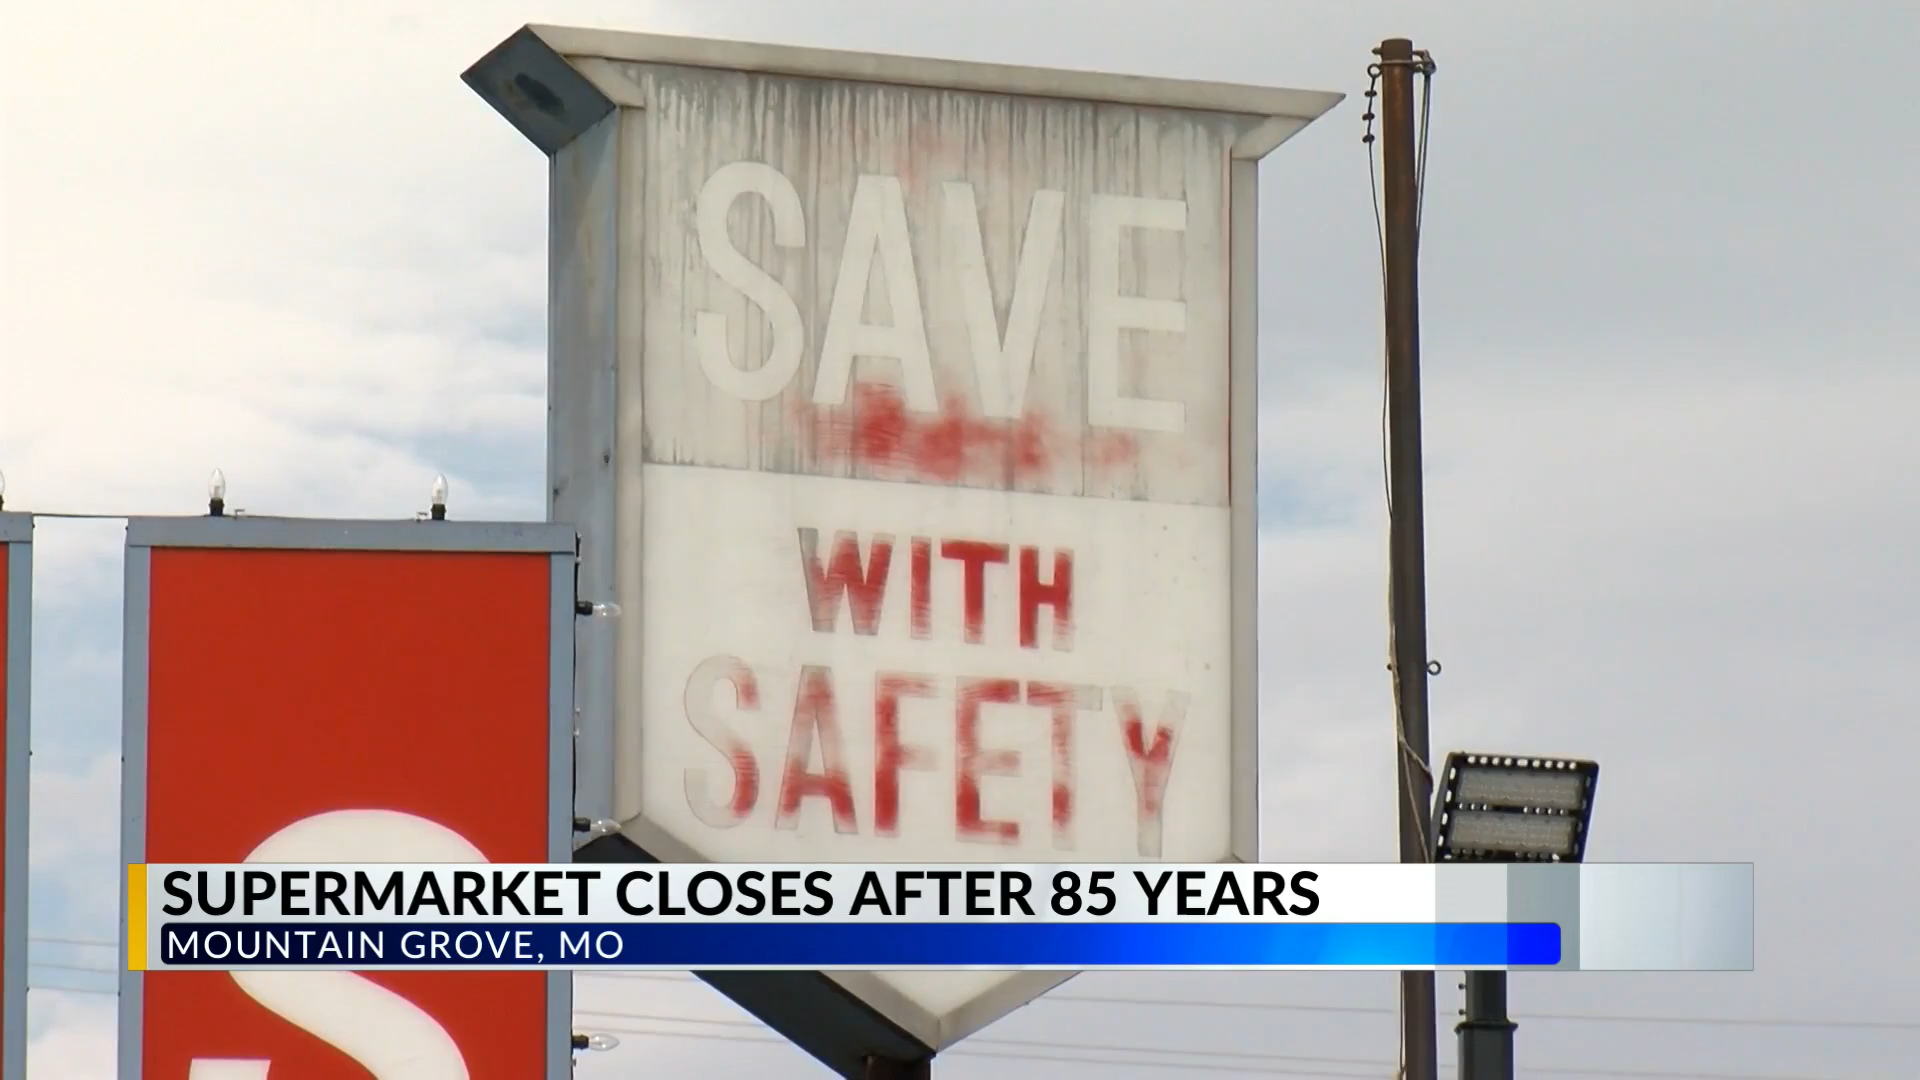 SAVE
WITH
SAFETY
S
SUPERMARKET CLOSES AFTER 85 YEARS
MOUNTAIN GROVE, MO